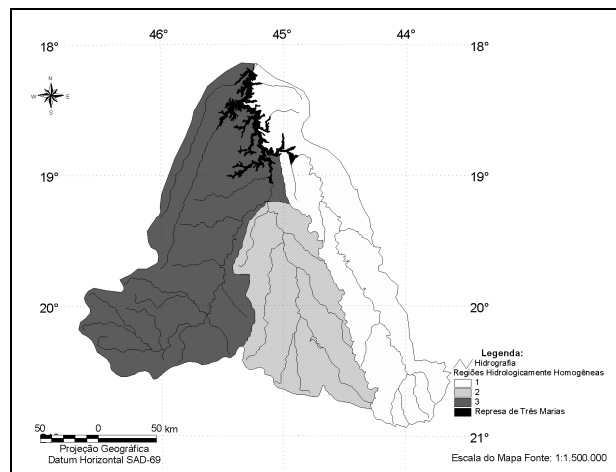 46° 45° 44°
18° 18°
N
W E
S
19° 19°
20° 20°
Legenda:
Hidrografia
Regiões Hidrologicamente Homogêneas
1
2
3
Represa de Três Marias
21° 21°
50 0 50 km
Projeção Geográfica
Datum Horizontal SAD-69
Escala do Mapa Fonte: 1:1.500.000